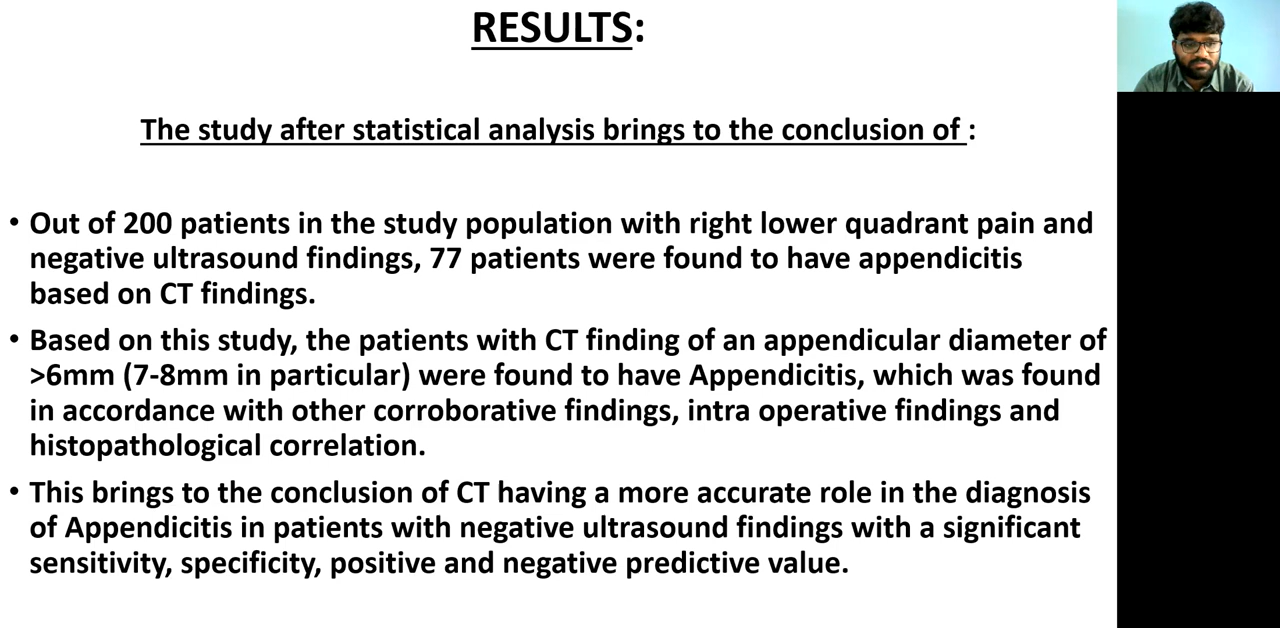 RESULTS:
The study after statistical analysis brings to the conclusion of :
• Out of 200 patients in the study population with right lower quadrant pain and
negative ultrasound findings, 77 patients were found to have appendicitis
based on CT findings.
• Based on this study, the patients with CT finding of an appendicular diameter of
>6mm (7-8mm in particular) were found to have Appendicitis, which was found
in accordance with other corroborative findings, intra operative findings and
histopathological correlation.
• This brings to the conclusion of CT having a more accurate role in the diagnosis
of Appendicitis in patients with negative ultrasound findings with a significant
sensitivity, specificity, positive and negative predictive value.